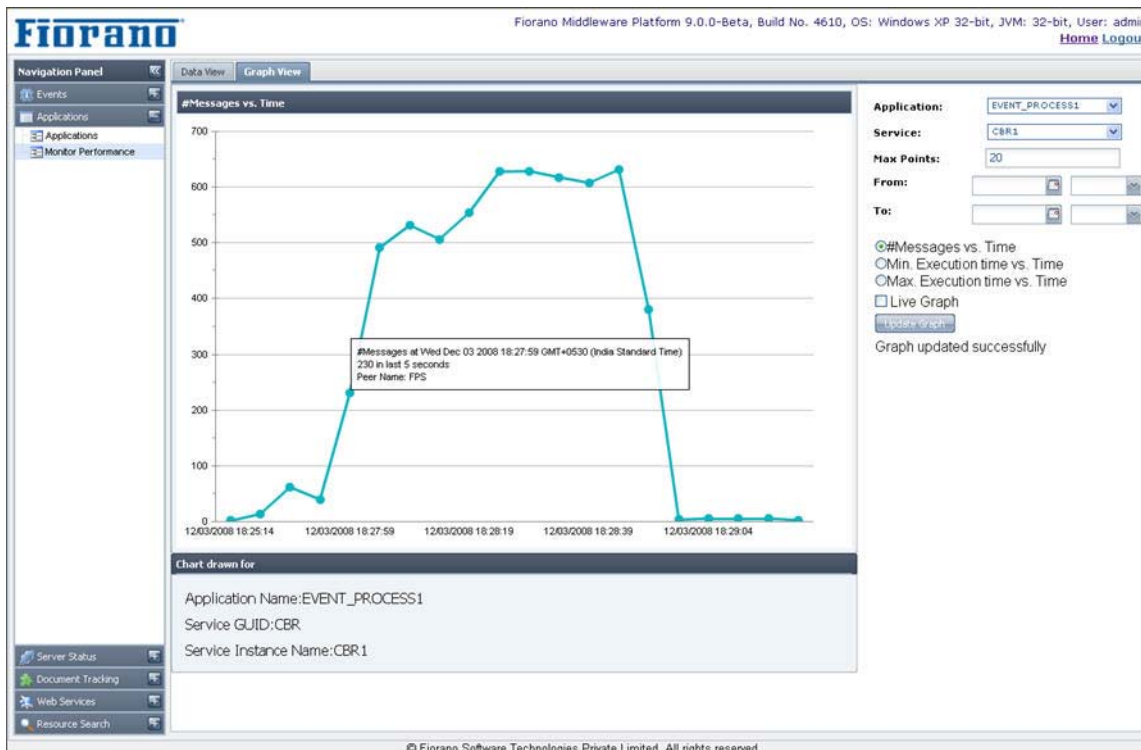 Fiorano
Fiorano Middleware Platform 9.0.0-Beta, Build No. 4610, OS: Windows XP 32-bit, JVM: 32-bit, User: admi
Home Logou
Navigation Panel
Events
Applications
Applications
Monitor Performance
Server Status
Document Tracking
Web Services
Resource Search
Data View Graph View
#Messages vs. Time
700
600
500
400
300
200
100
0
#Messages at Wed Dec 03 2008 18:27:59 GMT+0530 (India Standard Time)
230 in last 5 seconds
Peer Name: FPS
12/03/2008 18:25:14 12/03/2008 18:27:59 12/03/2008 18:28:19 12/03/2008 18:28:39 12/03/2008 18:29:04
Chart drawn for
Application Name:EVENT_PROCESS1
Service GUID:CBR
Service Instance Name:CBR1
Application: EVENT_PROCESS1
Service: CBR1
Max Points: 20
From:
To:
#Messages vs. Time
Min. Execution time vs. Time
Max. Execution time vs. Time
Live Graph
Update Graph
Graph updated successfully
© Fiorano Software Technologies Private Limited. All rights reserved